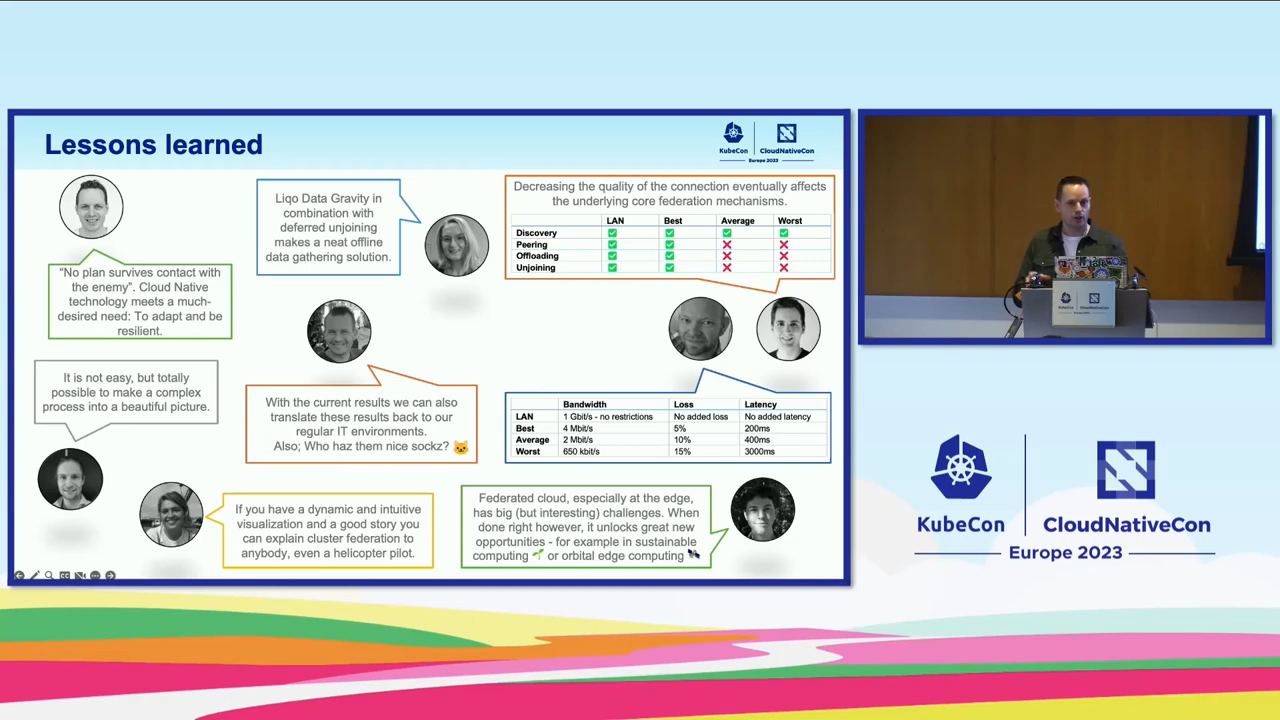 Lessons learned
KubeCon
CloudNativeCon
Europe 2023
"No plan survives contact with
the enemy". Cloud Native
technology meets a much-
desired need: To adapt and be
resilient.
Liqo Data Gravity in
combination with
deferred unjoining
makes a neat offline
data gathering solution.
Decreasing the quality of the connection eventually affects
the underlying core federation mechanisms.
LAN Best Average Worst
Discovery ✅ ✅ ✅ ✅
Peering ✅ ✅ ❌ ❌
Offloading ✅ ✅ ❌ ❌
Unjoining ✅ ✅ ❌ ❌
It is not easy, but totally
possible to make a complex
process into a beautiful picture.
With the current results we can also
translate these results back to our
regular IT environments.
Also; Who haz them nice sockz? 🐱
Bandwidth Loss Latency
LAN 1 Gbit/s - no restrictions No added loss No added latency
Best 4 Mbit/s 5% 200ms
Average 2 Mbit/s 10% 400ms
Worst 650 kbit/s 15% 3000ms
If you have a dynamic and intuitive
visualization and a good story you
can explain cluster federation to
anybody, even a helicopter pilot.
Federated cloud, especially at the edge,
has big (but interesting) challenges. When
done right however, it unlocks great new
opportunities - for example in sustainable
computing 🌱 or orbital edge computing 🛰️
KubeCon
CloudNativeCon
Europe 2023